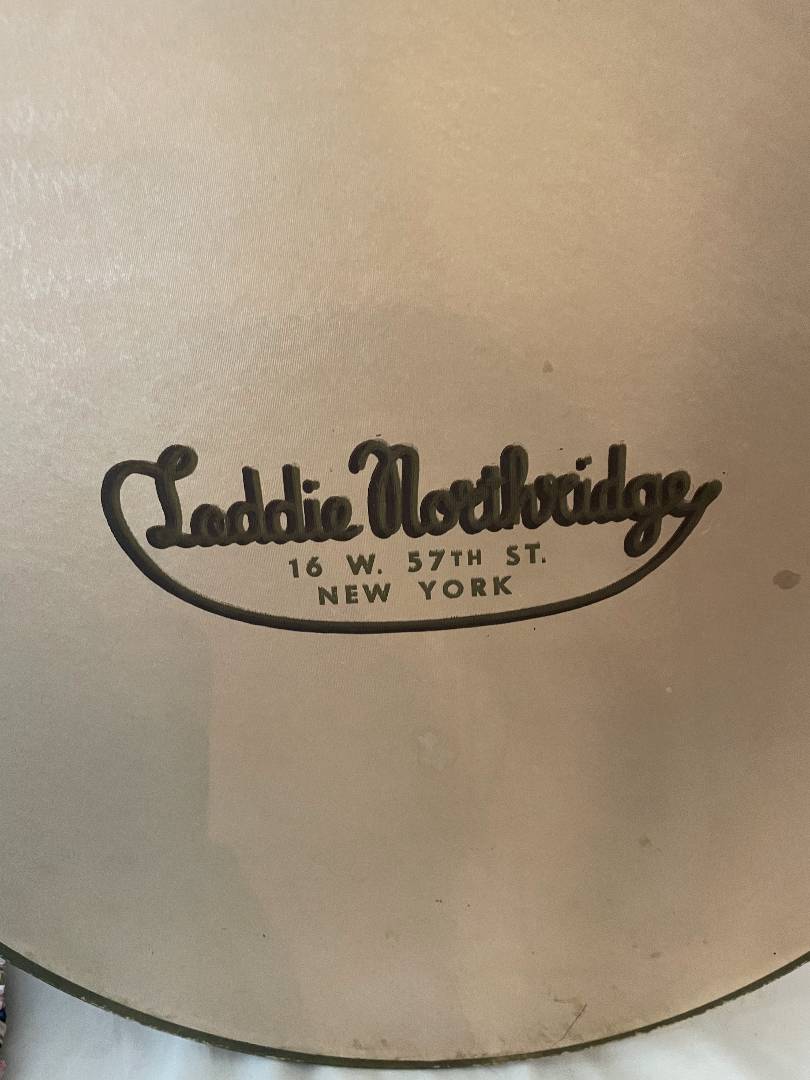 Laddie Northridge
16 W. 57TH ST.
NEW YORK